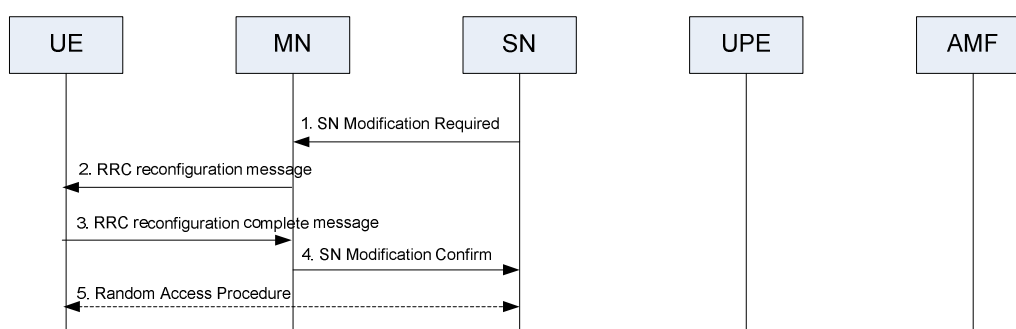 UE
MN
SN
UPE
AMF
1. SN Modification Required
2. RRC reconfiguration message
3. RRC reconfiguration complete message
4. SN Modification Confirm
5. Random Access Procedure